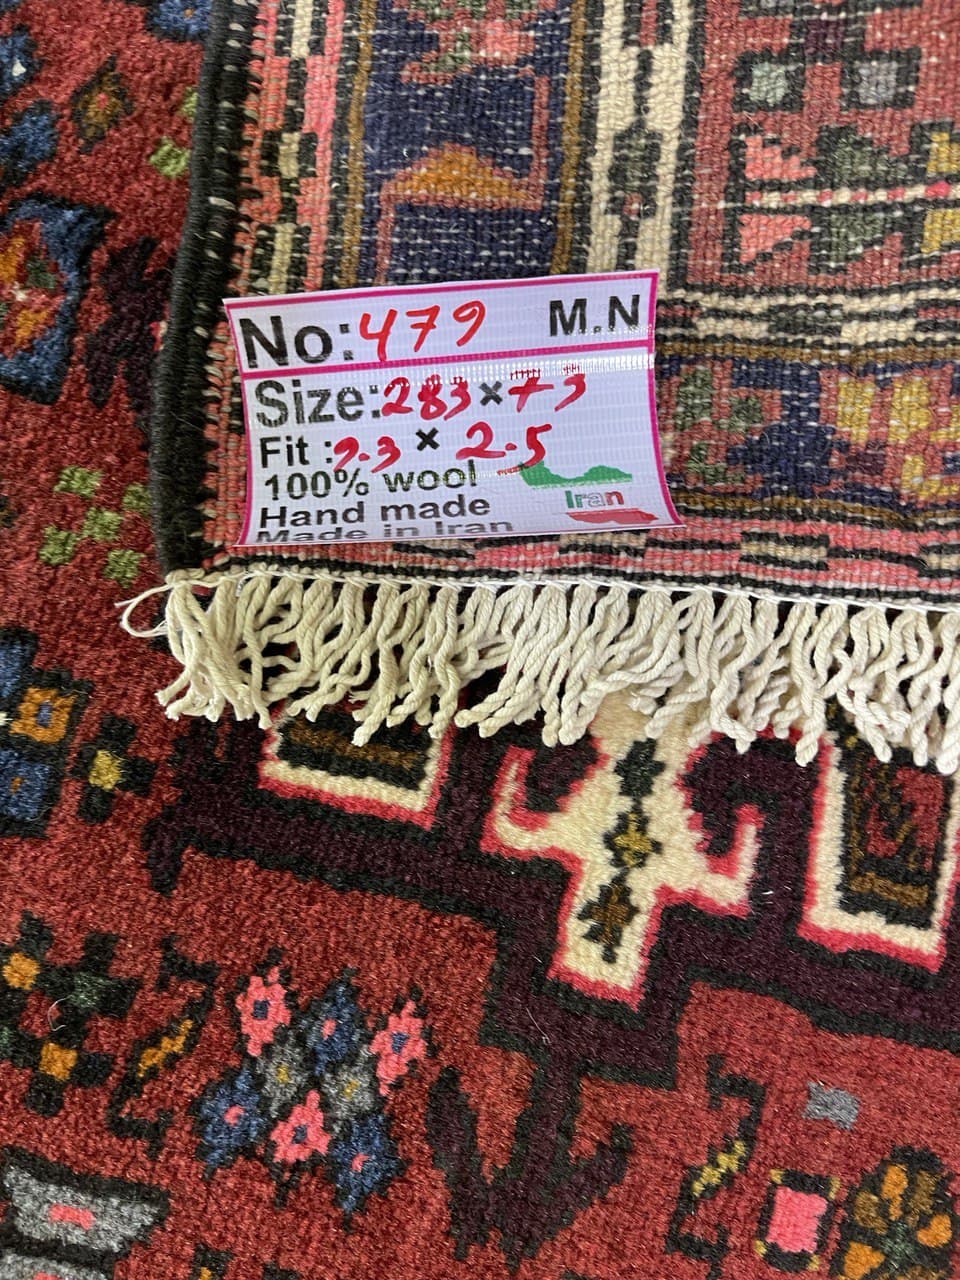 No: 479 M.N
Size: 283 × 73
Fit : 9.3 × 2.5
100% wool
Iran
Hand made
Made in Iran